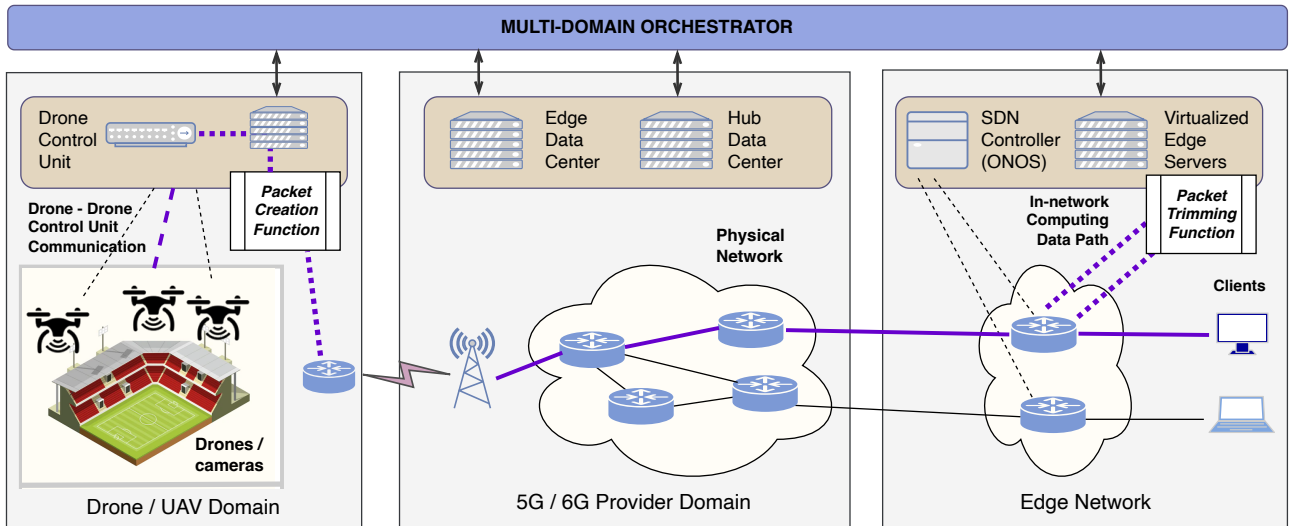 MULTI-DOMAIN ORCHESTRATOR
Drone
Control
Unit
Packet
Creation
Function
Drone - Drone
Control Unit
Communication
Drones /
cameras
Drone / UAV Domain
Edge
Data
Center
Hub
Data
Center
Physical
Network
5G / 6G Provider Domain
SDN
Controller
(ONOS)
Virtualized
Edge
Servers
In-network
Computing
Data Path
Packet
Trimming
Function
Clients
Edge Network